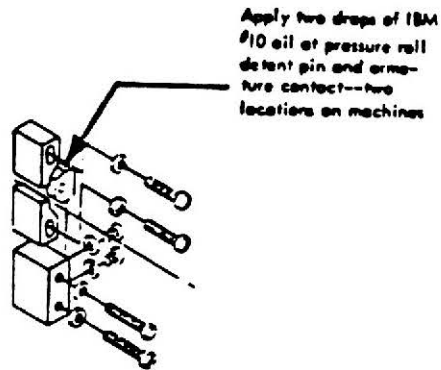 Apply two drops of IBM
#10 oil at pressure roll
detent pin and arma-
ture contact--two
locations on machines